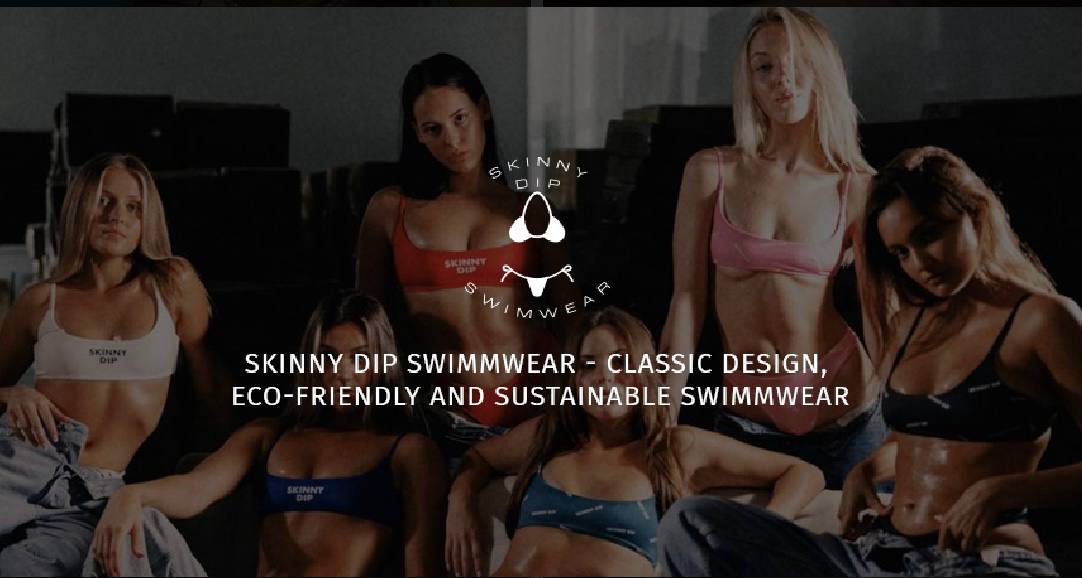 SKINNY
DIP
SWIMWEAR
SKINNY
DIP
SKINNY
DIP
SKINNY DIP SWIMMWEAR - CLASSIC DESIGN,
ECO-FRIENDLY AND SUSTAINABLE SWIMMWEAR
SKINNY
DIP